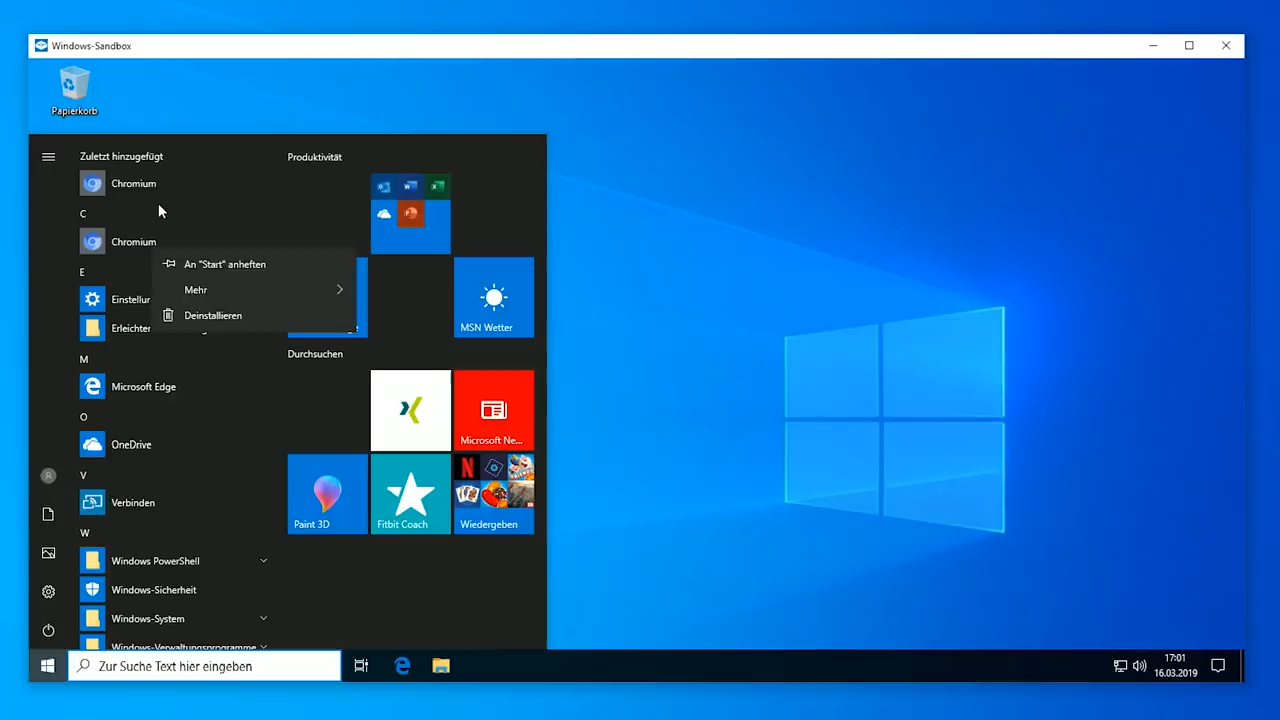 Windows-Sandbox
Papierkorb
Zuletzt hinzugefügt
Chromium
C
Chromium
An "Start" anheften
E
Mehr
Einstellur
Deinstallieren
Erleichter
M
Microsoft Edge
O
OneDrive
V
Verbinden
W
Windows PowerShell
Windows-Sicherheit
Windows-System
Windows-Verwaltungsprogramme
Produktivität
MSN Wetter
Durchsuchen
Microsoft Ne...
Paint 3D
Fitbit Coach
Wiedergeben
Zur Suche Text hier eingeben
17:01
16.03.2019